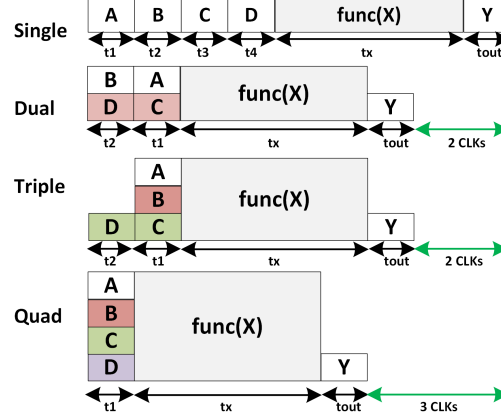 Single A B C D func(X) Y
t1 t2 t3 t4 tx tout
B A
Dual D C func(X) Y
t2 t1 tx tout 2 CLKs
A
Triple B func(X)
D C Y
t2 t1 tx tout 2 CLKs
A
Quad B func(X)
C
D Y
t1 tx tout 3 CLKs